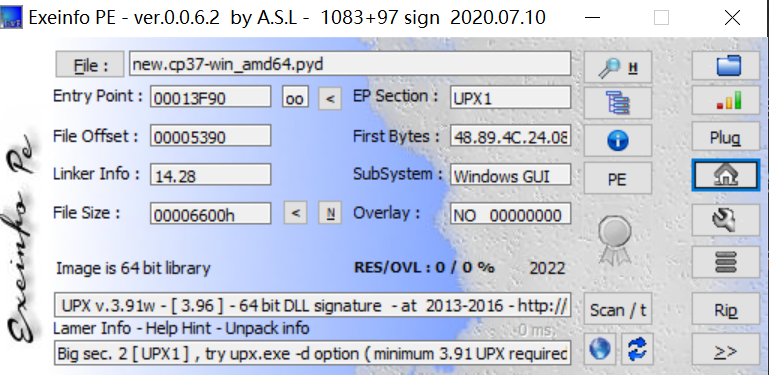 Exeinfo PE - ver.0.0.6.2 by A.S.L - 1083+97 sign 2020.07.10
Exeinfo Pe
File : new.cp37-win_amd64.pyd H
Entry Point : 00013F90 oo < EP Section : UPX1
File Offset : 00005390 First Bytes : 48.89.4C.24.08 Plug
Linker Info : 14.28 SubSystem : Windows GUI PE
File Size : 00006600h < N Overlay : NO 00000000
Image is 64 bit library RES/OVL : 0 / 0 % 2022
UPX v.3.91w - [ 3.96 ] - 64 bit DLL signature - at 2013-2016 - http:// Scan / t Rip
Lamer Info - Help Hint - Unpack info 0 ms.
Big sec. 2 [ UPX1 ] , try upx.exe -d option ( minimum 3.91 UPX required >>